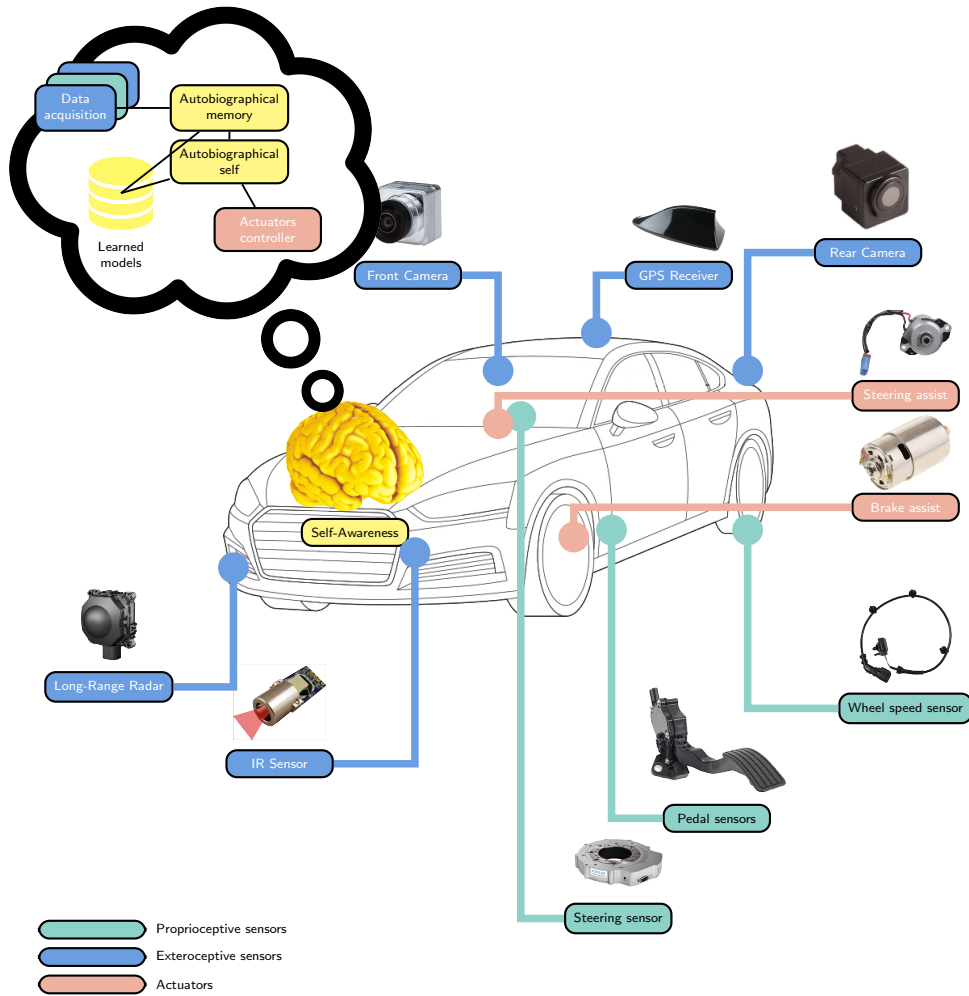 Data
acquisition
Autobiographical
memory
Autobiographical
self
Actuators
controller
Learned
models
Front Camera
GPS Receiver
Rear Camera
Steering assist
Brake assist
Self-Awareness
Long-Range Radar
IR Sensor
Wheel speed sensor
Pedal sensors
Steering sensor
Proprioceptive sensors
Exteroceptive sensors
Actuators